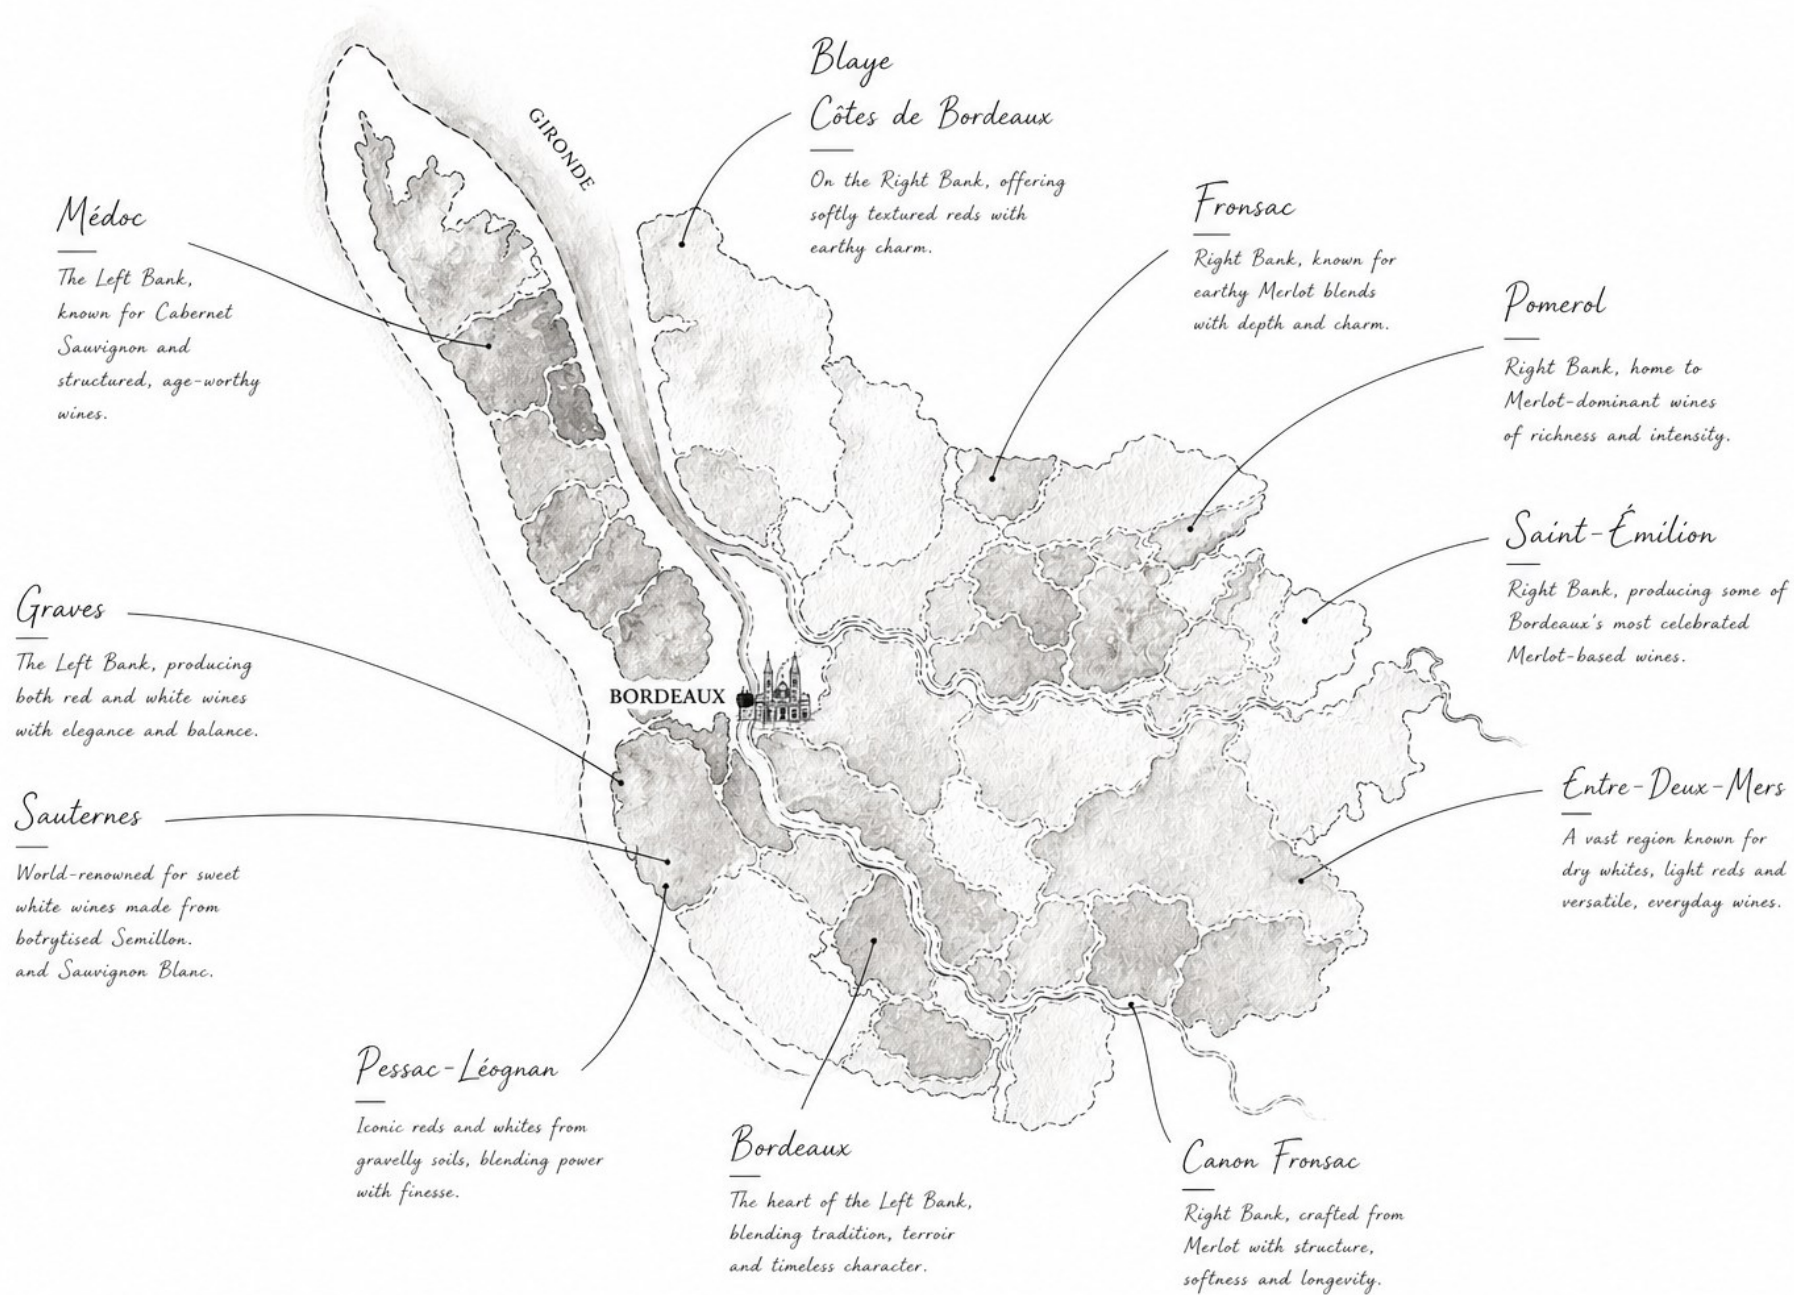 Blaye
Côtes de Bordeaux
On the Right Bank, offering
softly textured reds with
earthy charm.
GIRONDE
Médoc
The Left Bank,
known for Cabernet
Sauvignon and
structured, age-worthy
wines.
Fronsac
Right Bank, known for
earthy Merlot blends
with depth and charm.
Pomerol
Right Bank, home to
Merlot-dominant wines
of richness and intensity.
Saint-Émilion
Right Bank, producing some of
Bordeaux's most celebrated
Merlot-based wines.
Graves
The Left Bank, producing
both red and white wines
with elegance and balance.
BORDEAUX
Sauternes
World-renowned for sweet
white wines made from
botrytised Semillon.
and Sauvignon Blanc.
Entre-Deux-Mers
A vast region known for
dry whites, light reds and
versatile, everyday wines.
Pessac-Léognan
Iconic reds and whites from
gravelly soils, blending power
with finesse.
Bordeaux
The heart of the Left Bank,
blending tradition, terroir
and timeless character.
Canon Fronsac
Right Bank, crafted from
Merlot with structure,
softness and longevity.